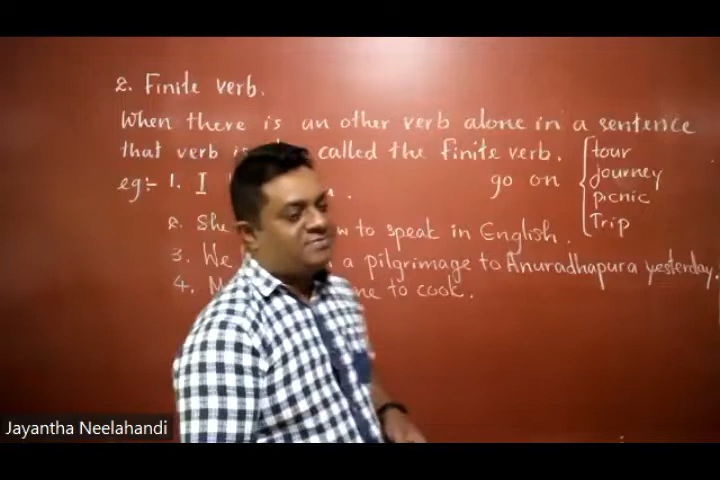 2. Finite verb.
When there is an other verb alone in a sentence
that verb is called the finite verb.
eg:- 1. I
go on
tour
journey
picnic
Trip
2. She to speak in English.
3. We a pilgrimage to Anuradhapura yesterday.
4. to cook.
Jayantha Neelahandi